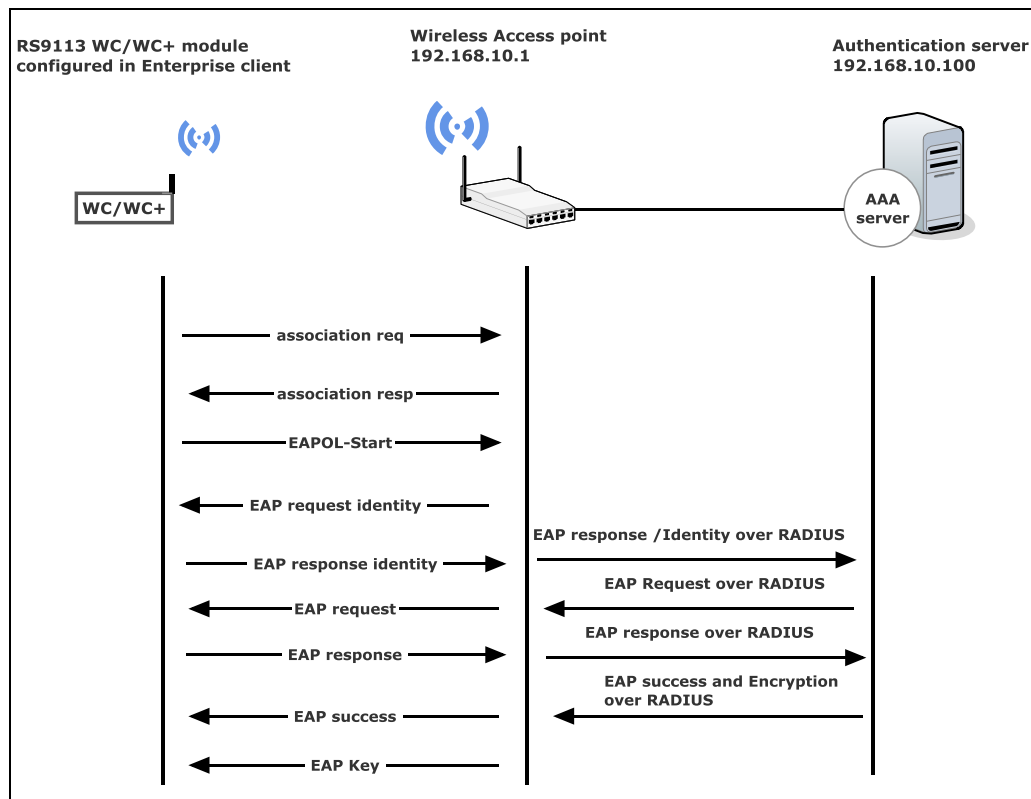 RS9113 WC/WC+ module
configured in Enterprise client
Wireless Access point
192.168.10.1
Authentication server
192.168.10.100
WC/WC+
AAA
server
association req
association resp
EAPOL-Start
EAP request identity
EAP response /Identity over RADIUS
EAP response identity
EAP Request over RADIUS
EAP request
EAP response over RADIUS
EAP response
EAP success and Encryption
over RADIUS
EAP success
EAP Key